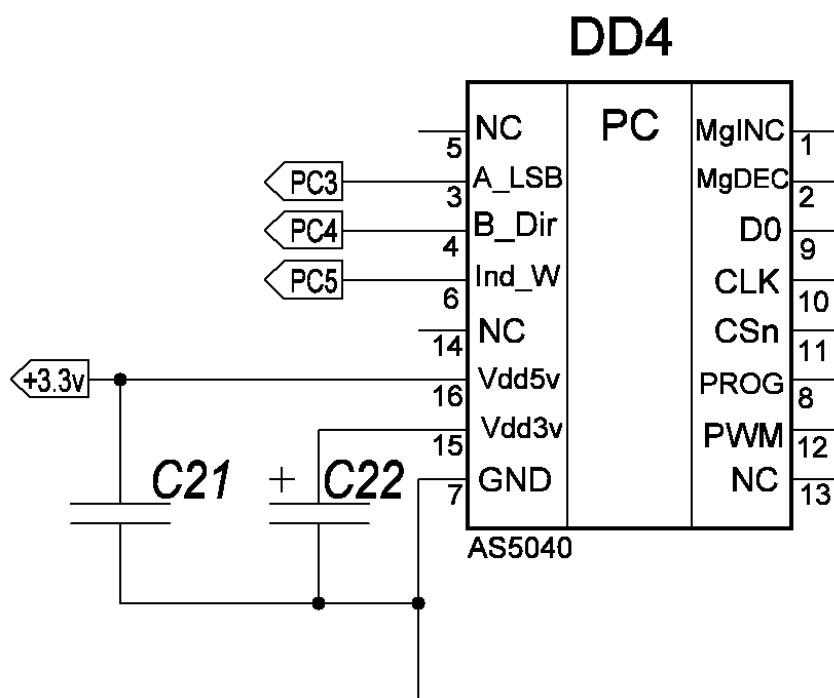 DD4
PC
NC
5
MgINC
1
PC3
A_LSB
3
MgDEC
2
PC4
B_Dir
4
D0
9
PC5
Ind_W
6
CLK
10
NC
14
CSn
11
+3.3v
Vdd5v
16
PROG
8
Vdd3v
15
PWM
12
C21
+ C22
GND
7
NC
13
AS5040